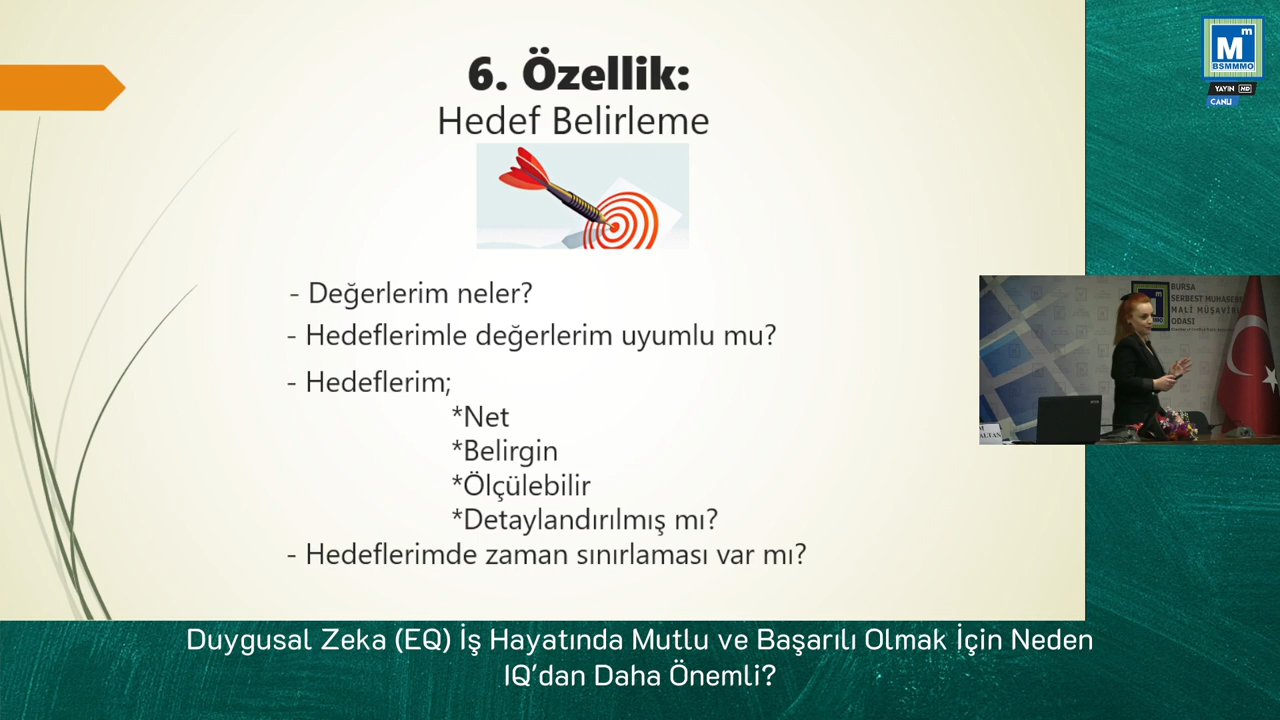 6. Özellik:
Hedef Belirleme
- Değerlerim neler?
- Hedeflerimle değerlerim uyumlu mu?
- Hedeflerim;
*Net
*Belirgin
*Ölçülebilir
*Detaylandırılmış mı?
- Hedeflerimde zaman sınırlaması var mı?
M m
BSMMMO
YAYIN HD
CANLI
BURSA
SERBEST MUHASEBE
MALİ MÜŞAVİR
ODASI
M
ALTAN
Duygusal Zeka (EQ) İş Hayatında Mutlu ve Başarılı Olmak İçin Neden
IQ'dan Daha Önemli?